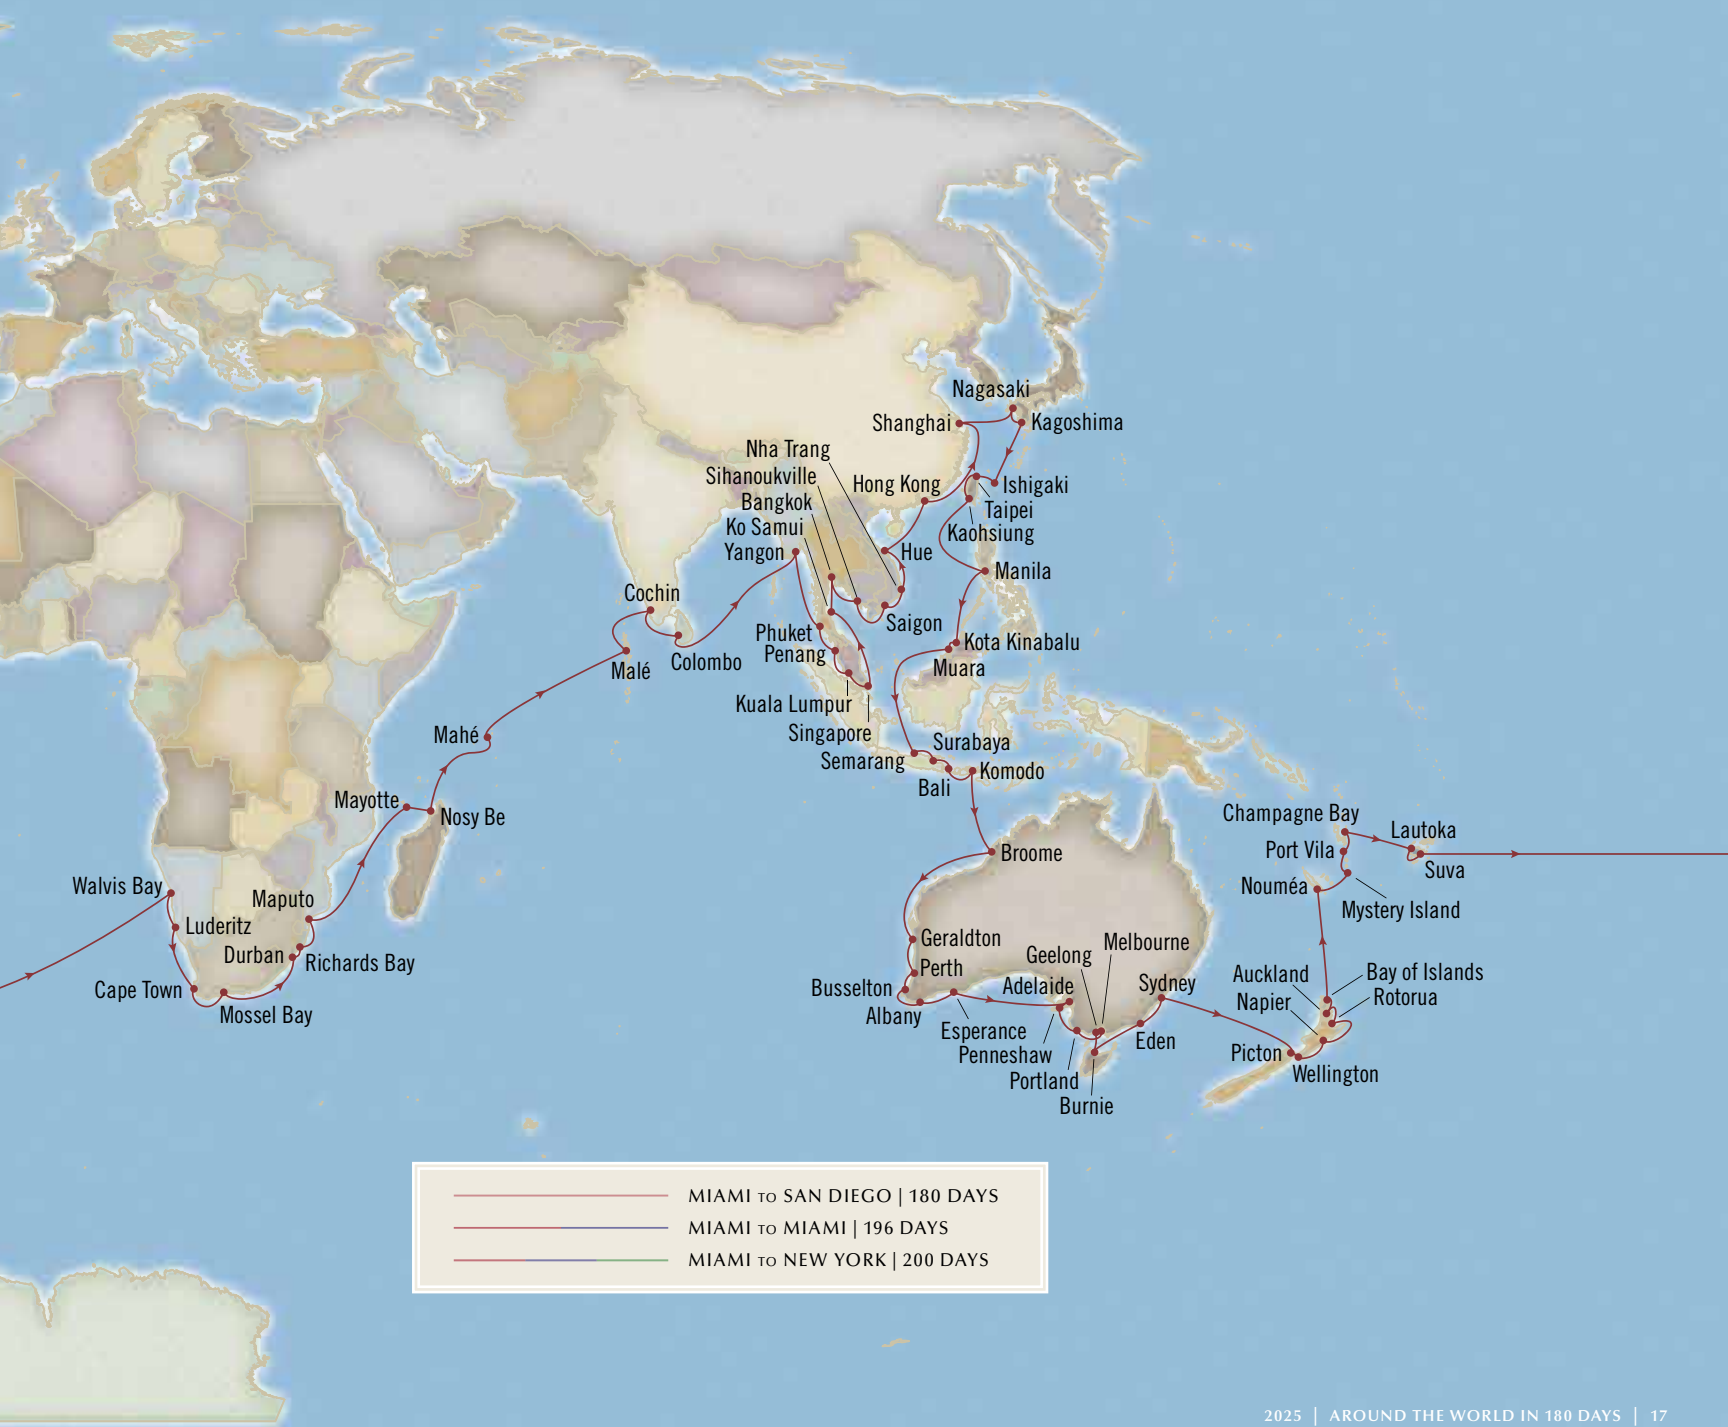 Nagasaki
Shanghai
Kagoshima
Nha Trang
Sihanoukville
Hong Kong
Ishigaki
Bangkok
Taipei
Ko Samui
Kaohsiung
Yangon
Hue
Manila
Cochin
Saigon
Phuket
Kota Kinabalu
Penang
Colombo
Malé
Muara
Kuala Lumpur
Singapore
Mahé
Surabaya
Semarang
Komodo
Bali
Mayotte
Nosy Be
Champagne Bay
Lautoka
Port Vila
Broome
Suva
Walvis Bay
Nouméa
Maputo
Mystery Island
Luderitz
Geraldton
Melbourne
Durban
Geelong
Richards Bay
Perth
Bay of Islands
Auckland
Sydney
Adelaide
Busselton
Cape Town
Rotorua
Napier
Mossel Bay
Albany
Esperance
Eden
Penneshaw
Picton
Wellington
Portland
Burnie
MIAMI TO SAN DIEGO | 180 DAYS
MIAMI TO MIAMI | 196 DAYS
MIAMI TO NEW YORK | 200 DAYS
2025 | AROUND THE WORLD IN 180 DAYS | 17